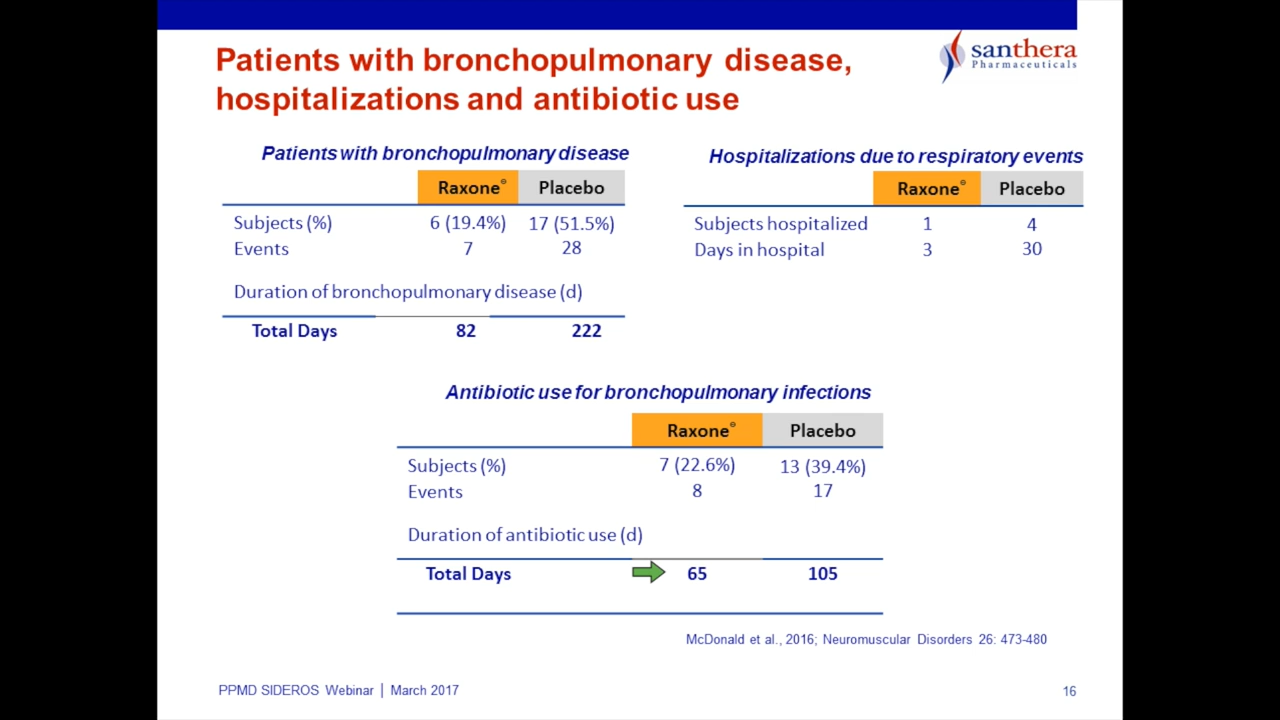 Patients with bronchopulmonary disease,
hospitalizations and antibiotic use
santhera
Pharmaceuticals
Patients with bronchopulmonary disease
Raxone® Placebo
Subjects (%) 6 (19.4%) 17 (51.5%)
Events 7 28
Duration of bronchopulmonary disease (d)
Total Days 82 222
Hospitalizations due to respiratory events
Raxone® Placebo
Subjects hospitalized 1 4
Days in hospital 3 30
Antibiotic use for bronchopulmonary infections
Raxone® Placebo
Subjects (%) 7 (22.6%) 13 (39.4%)
Events 8 17
Duration of antibiotic use (d)
Total Days 65 105
McDonald et al., 2016; Neuromuscular Disorders 26: 473-480
PPMD SIDEROS Webinar | March 2017
16